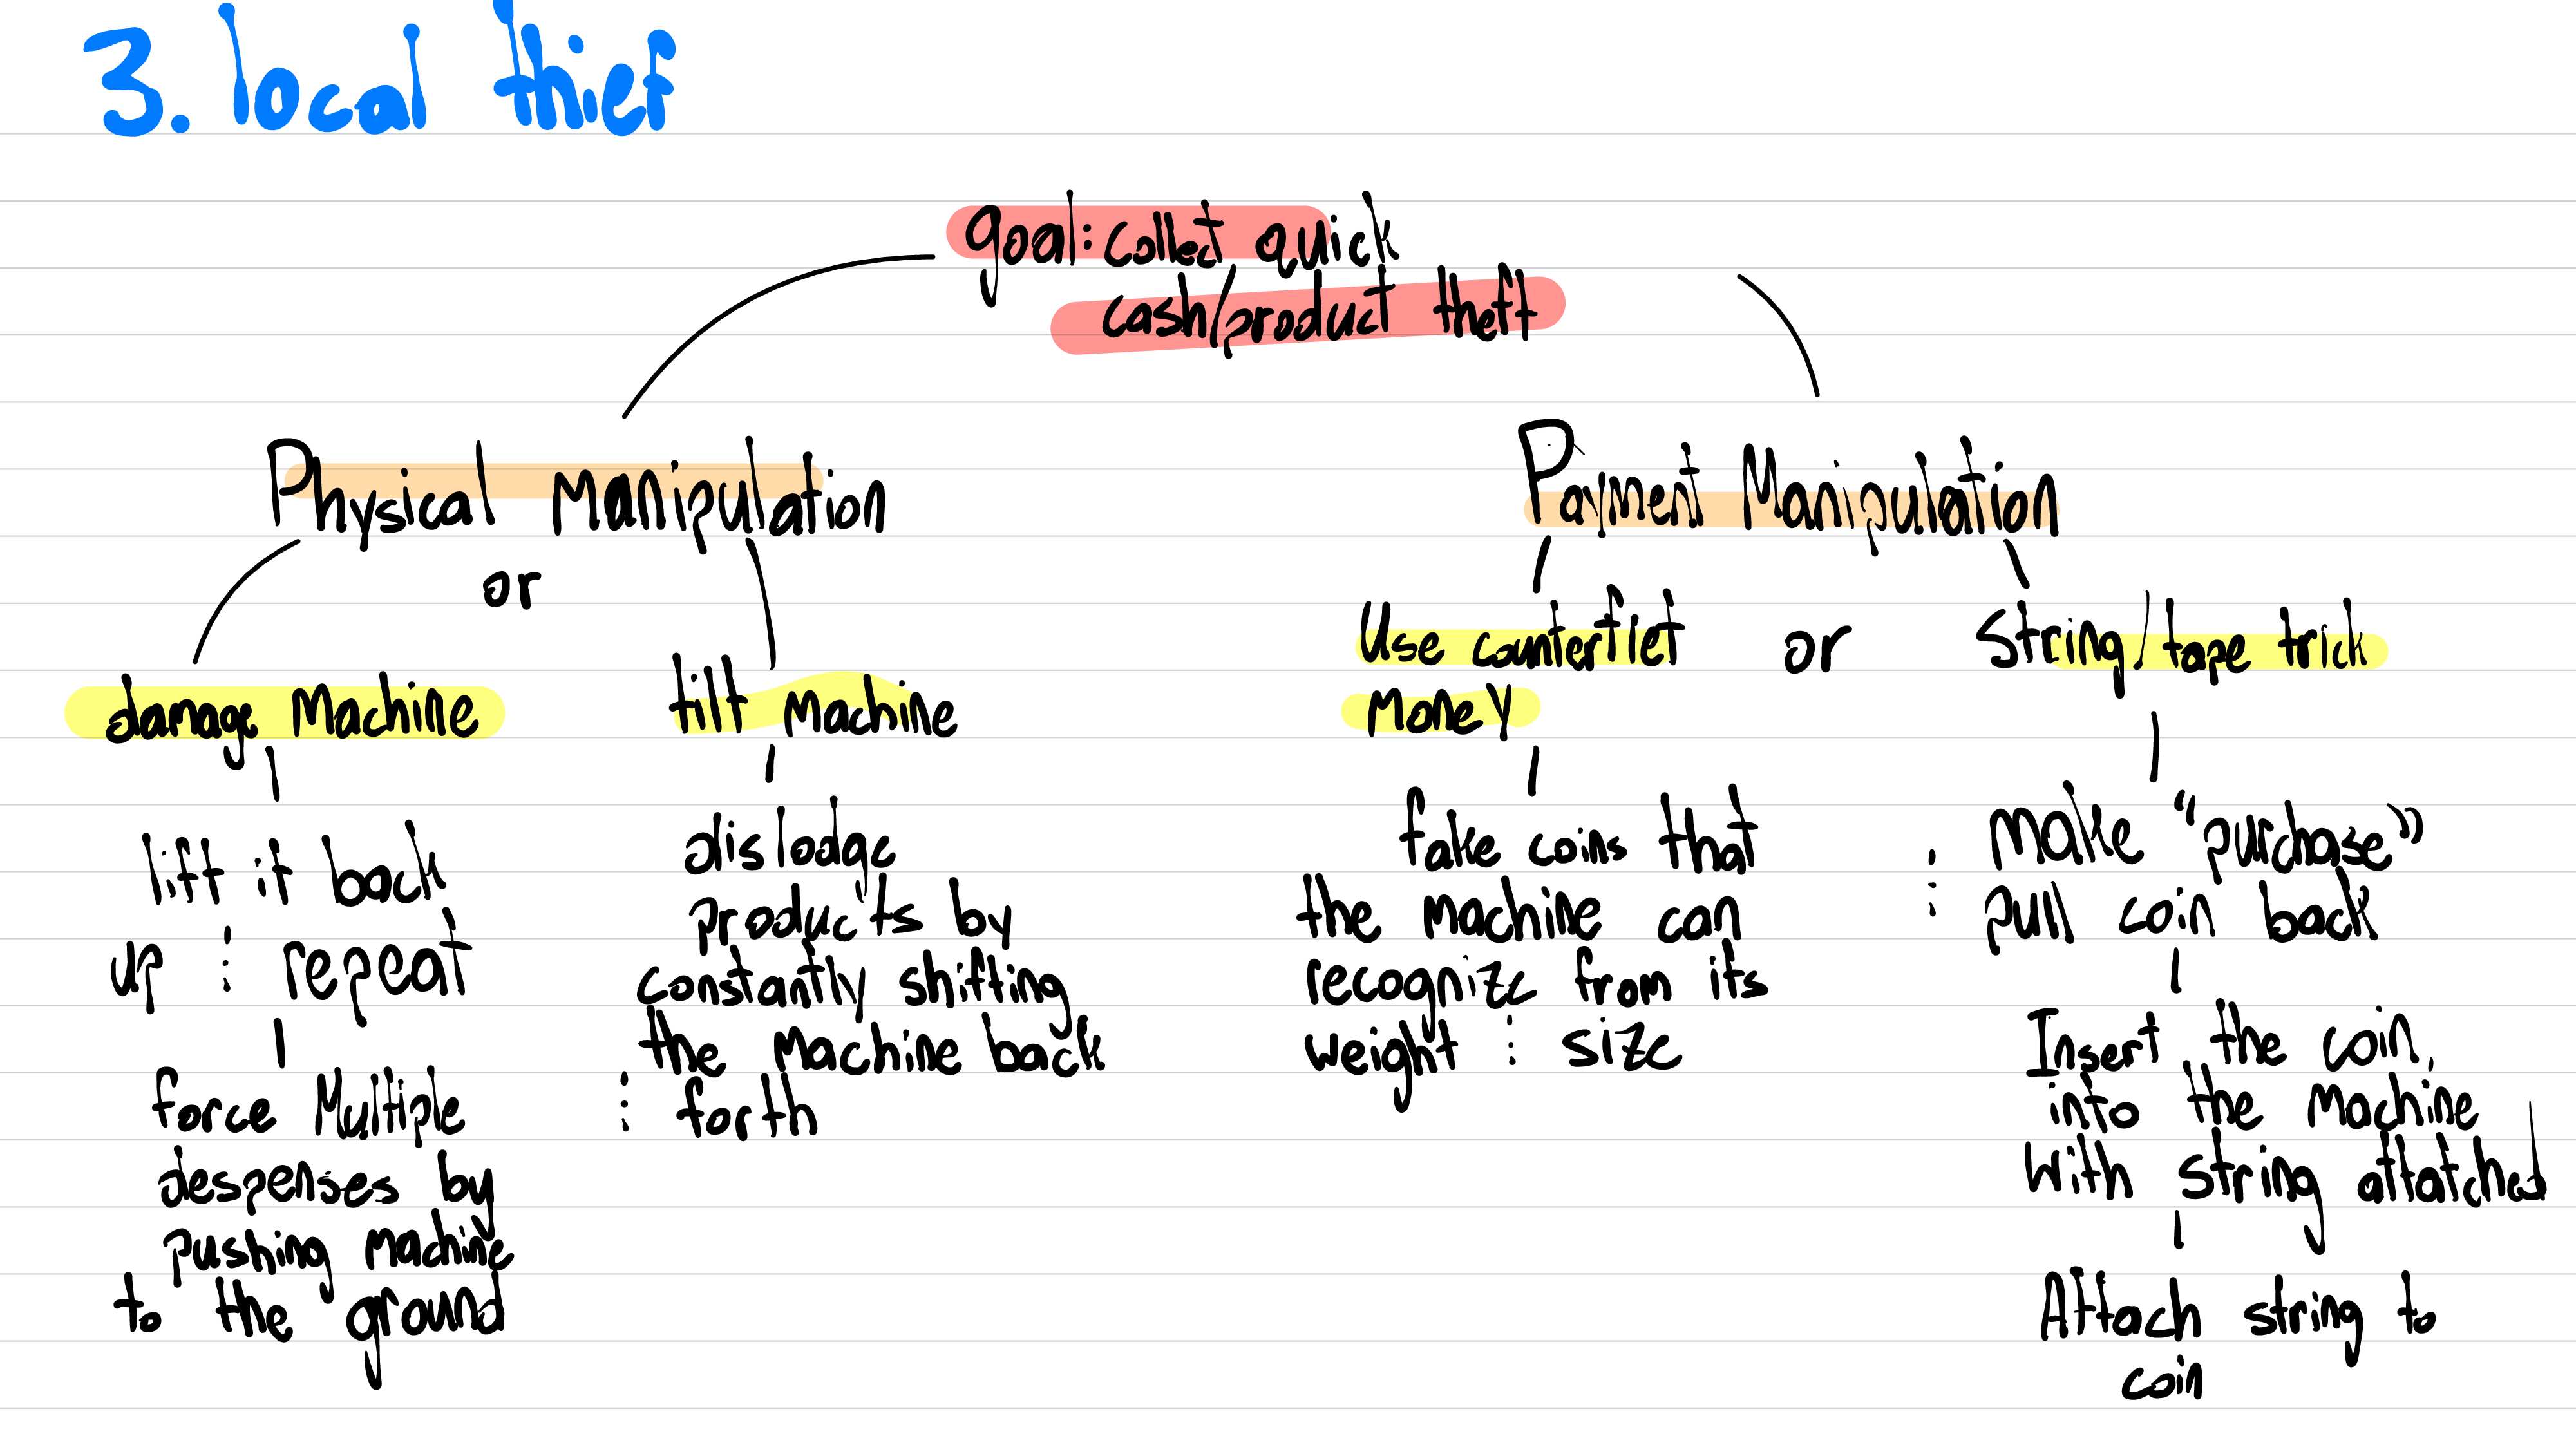 3. local thief
goal: collect quick
cash/product theft
Physical Manipulation
or
damage Machine
lift it back
up : repeat
force Multiple
despenses by
pushing Machine
to the ground
tilt Machine
dislodge
products by
constantly shifting
the Machine back
: forth
Payment Manipulation
Use counterfiet
Money
or
String/tape trick
fake coins that
the Machine can
recognize from its
weight : size
Make "purchase"
: pull coin back
Insert the coin
into the Machine
With string attatched
Attach string to
coin